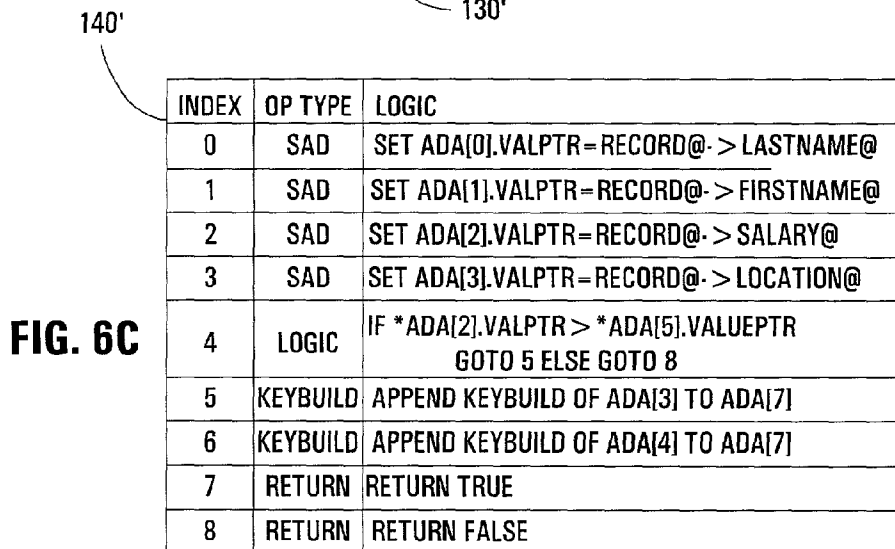 130'
140'
INDEX OP TYPE LOGIC
0 SAD SET ADA[0].VALPTR=RECORD@->LASTNAME@
1 SAD SET ADA[1].VALPTR=RECORD@->FIRSTNAME@
2 SAD SET ADA[2].VALPTR=RECORD@->SALARY@
3 SAD SET ADA[3].VALPTR=RECORD@->LOCATION@
4 LOGIC IF *ADA[2].VALPTR > *ADA[5].VALUEPTR
GOTO 5 ELSE GOTO 8
5 KEYBUILD APPEND KEYBUILD OF ADA[3] TO ADA[7]
6 KEYBUILD APPEND KEYBUILD OF ADA[4] TO ADA[7]
7 RETURN RETURN TRUE
8 RETURN RETURN FALSE
FIG. 6C